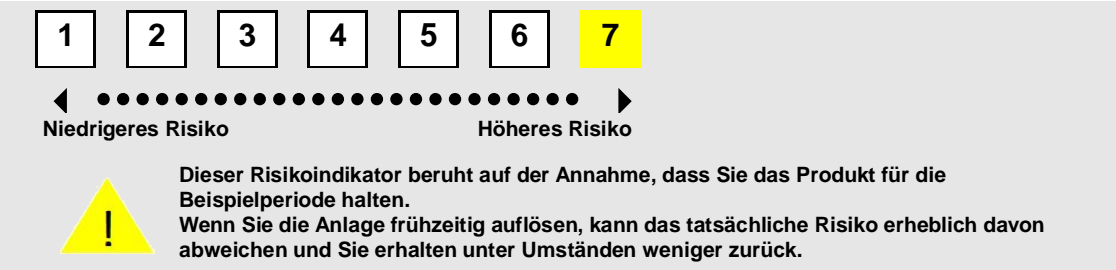 1 2 3 4 5 6 7
Niedrigeres Risiko Höheres Risiko
Dieser Risikoindikator beruht auf der Annahme, dass Sie das Produkt für die
Beispielperiode halten.
Wenn Sie die Anlage frühzeitig auflösen, kann das tatsächliche Risiko erheblich davon
abweichen und Sie erhalten unter Umständen weniger zurück.
!